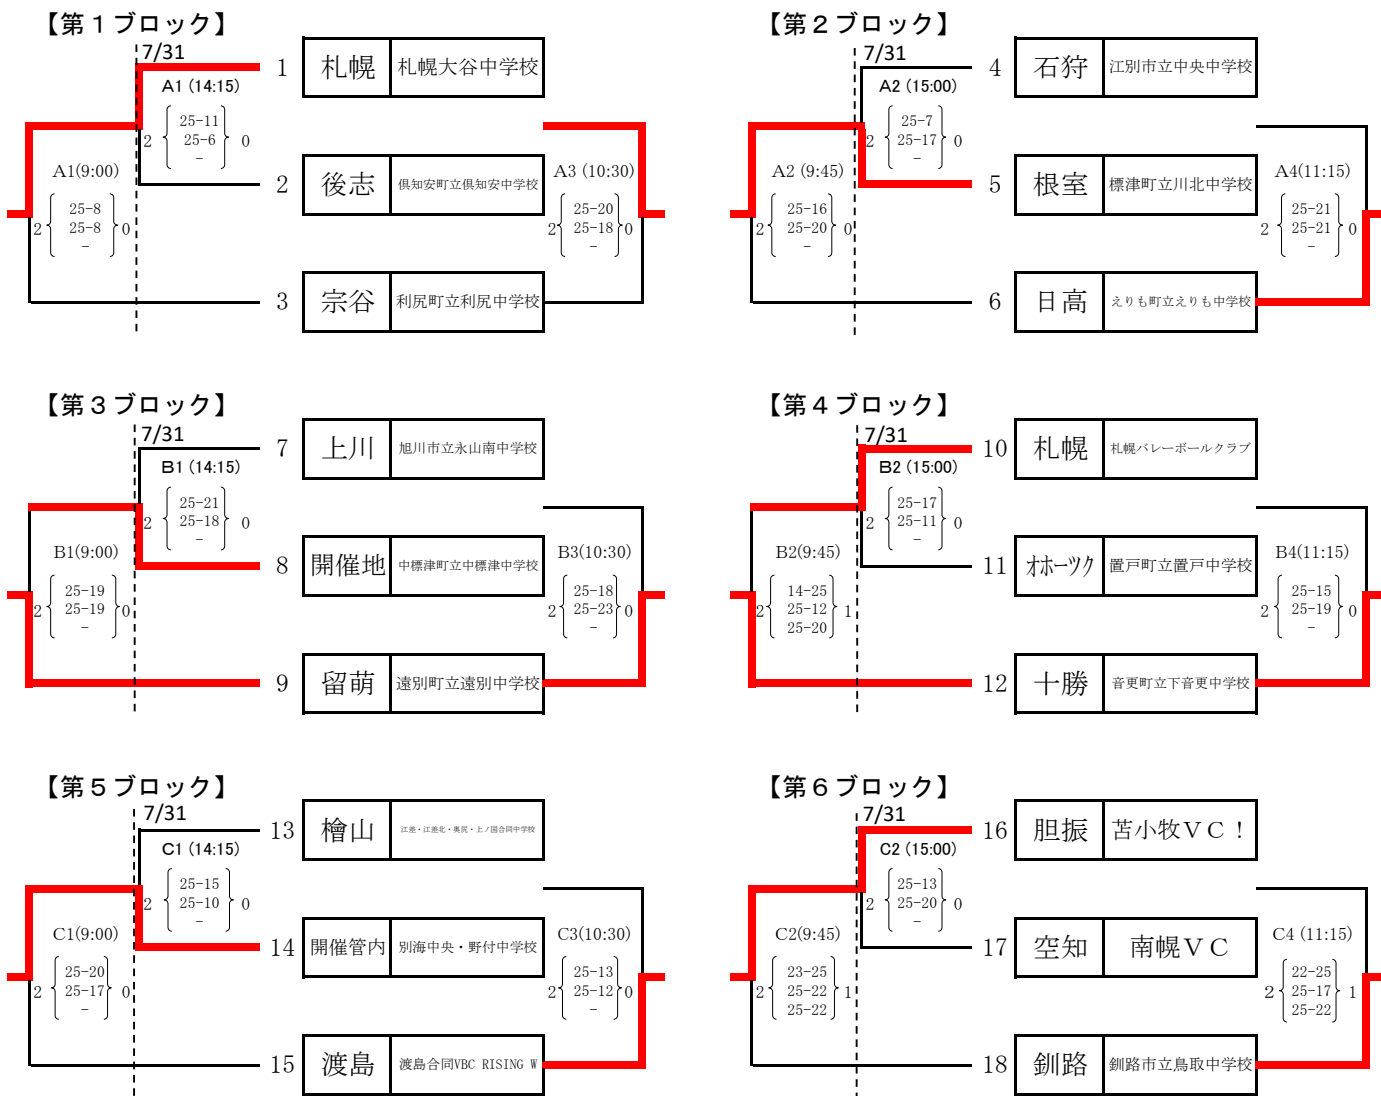 【第１ブロック】
7/31
1 札幌 札幌大谷中学校
A1 (14:15)
25-11
2 25-6 0
-
A1(9:00)
2 後志 倶知安町立倶知安中学校
A3 (10:30)
25-8
2 25-8 0
-
25-20
2 25-18 0
-
3 宗谷 利尻町立利尻中学校
【第２ブロック】
7/31
4 石狩 江別市立中央中学校
A2 (15:00)
25-7
2 25-17 0
-
A2 (9:45)
5 根室 標津町立川北中学校
A4(11:15)
25-16
2 25-20 0
-
25-21
2 25-21 0
-
6 日高 えりも町立えりも中学校
【第３ブロック】
7/31
7 上川 旭川市立永山南中学校
B1 (14:15)
25-21
2 25-18 0
-
B1(9:00)
8 開催地 中標津町立中標津中学校
B3(10:30)
25-19
2 25-19 0
-
25-18
2 25-23 0
-
9 留萌 遠別町立遠別中学校
【第４ブロック】
7/31
10 札幌 札幌バレーボールクラブ
B2 (15:00)
25-17
2 25-11 0
-
B2(9:45)
11 オホーツク 置戸町立置戸中学校
B4(11:15)
14-25
2 25-12 1
25-20
25-15
2 25-19 0
-
12 十勝 音更町立下音更中学校
【第５ブロック】
7/31
13 檜山 江差・江差北・奥尻・上ノ国合同中学校
C1 (14:15)
25-15
2 25-10 0
-
C1(9:00)
14 開催管内 別海中央・野付中学校
C3(10:30)
25-20
2 25-17 0
-
25-13
2 25-12 0
-
15 渡島 渡島合同VBC RISING W
【第６ブロック】
7/31
16 胆振 苫小牧ＶＣ！
C2 (15:00)
25-13
2 25-20 0
-
C2(9:45)
17 空知 南幌ＶＣ
C4 (11:15)
23-25
2 25-22 1
25-22
22-25
2 25-17 1
25-22
18 釧路 釧路市立鳥取中学校